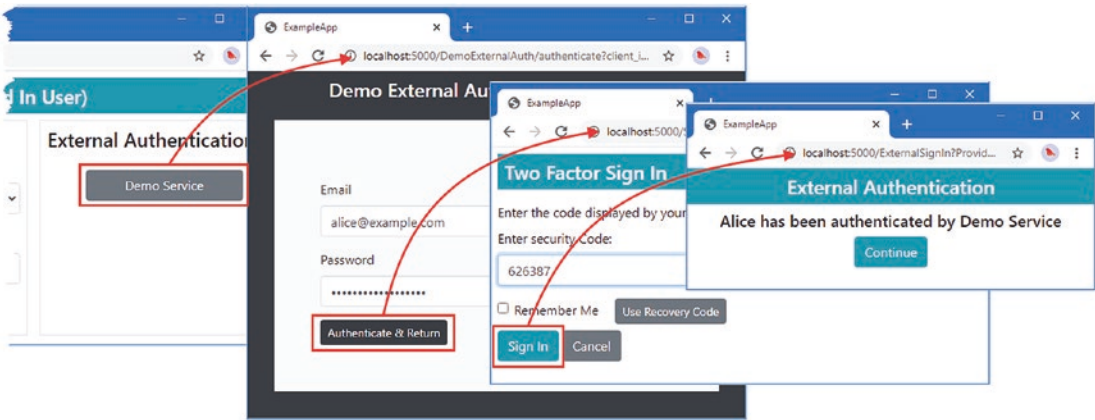 In User)
External Authentication
Demo Service
ExampleApp
localhost:5000/DemoExternalAuth/authenticate?client_i...
Demo External Au
Email
alice@example.com
Password
Authenticate & Return
ExampleApp
localhost:5000/
Two Factor Sign In
Enter the code displayed by your
Enter security Code:
626387
Remember Me
Use Recovery Code
Sign In
Cancel
ExampleApp
localhost:5000/ExternalSignIn?Provid...
External Authentication
Alice has been authenticated by Demo Service
Continue